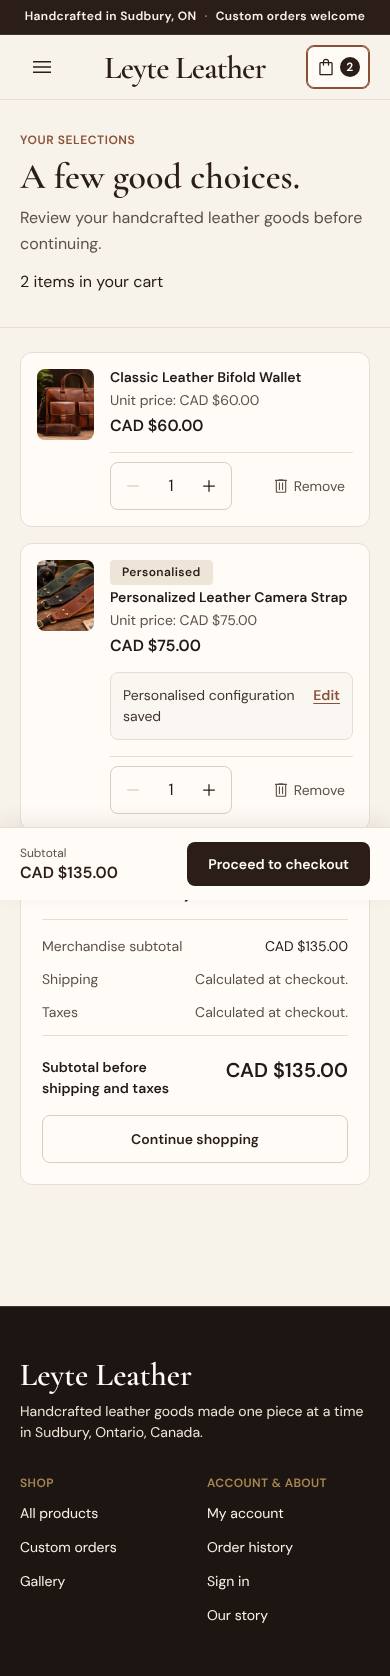 Handcrafted in Sudbury, ON · Custom orders welcome
Leyte Leather
2
YOUR SELECTIONS
A few good choices.
Review your handcrafted leather goods before
continuing.
2 items in your cart
Classic Leather Bifold Wallet
Unit price: CAD $60.00
CAD $60.00
1
Remove
Personalised
Personalized Leather Camera Strap
Unit price: CAD $75.00
CAD $75.00
Personalised configuration
saved
Edit
1
Remove
Subtotal
CAD $135.00
Proceed to checkout
Merchandise subtotal
CAD $135.00
Shipping
Calculated at checkout.
Taxes
Calculated at checkout.
Subtotal before
shipping and taxes
CAD $135.00
Continue shopping
Leyte Leather
Handcrafted leather goods made one piece at a time
in Sudbury, Ontario, Canada.
SHOP
All products
Custom orders
Gallery
ACCOUNT & ABOUT
My account
Order history
Sign in
Our story